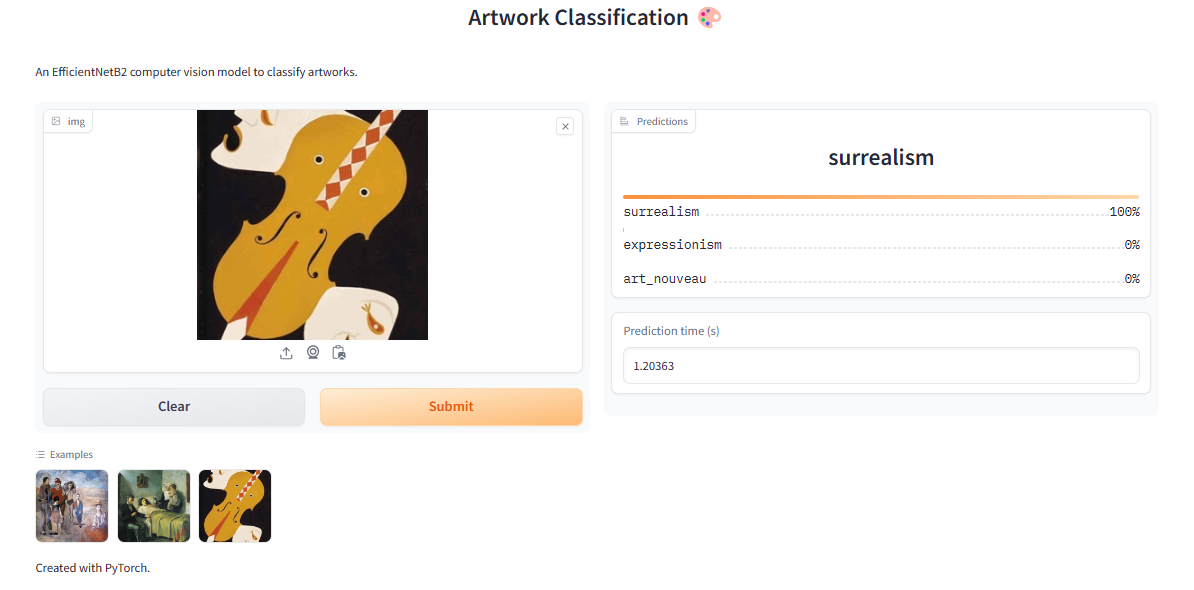 Artwork Classification 🎨
An EfficientNetB2 computer vision model to classify artworks.
img
Clear
Submit
Predictions
surrealism
surrealism 100%
expressionism 0%
art_nouveau 0%
Prediction time (s)
1.20363
Examples
Created with PyTorch.